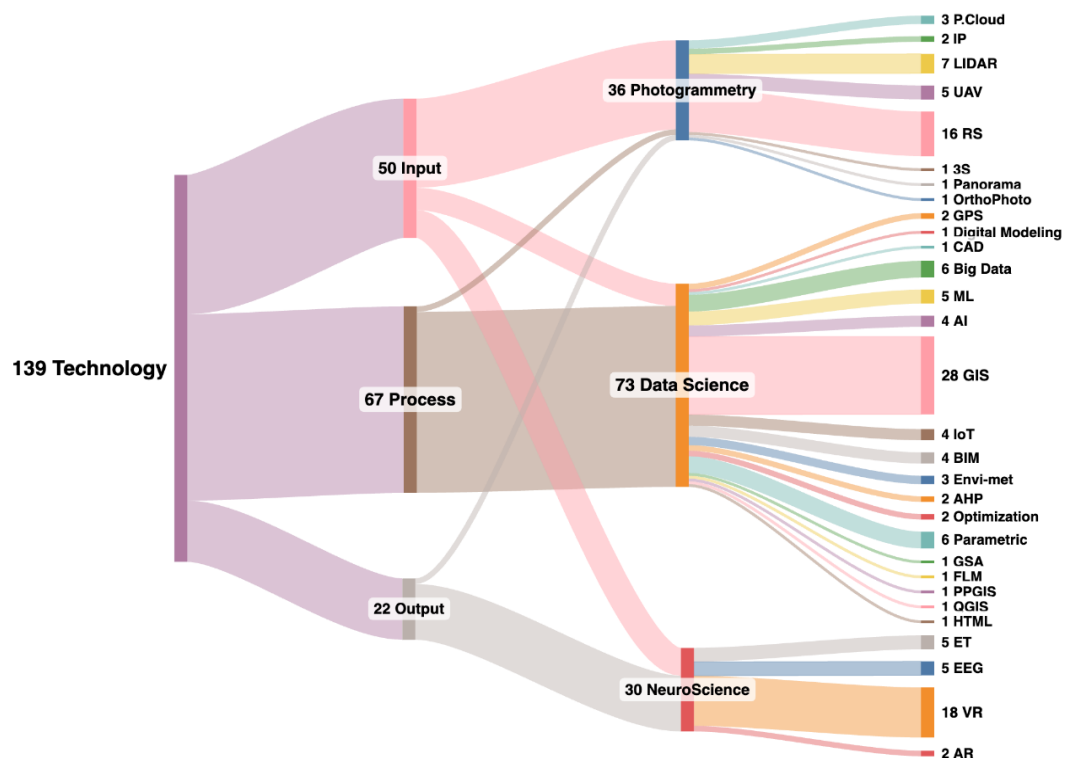 139 Technology
50 Input
67 Process
22 Output
36 Photogrammetry
73 Data Science
30 NeuroScience
3 P.Cloud
2 IP
7 LIDAR
5 UAV
16 RS
1 3S
1 Panorama
1 OrthoPhoto
2 GPS
1 Digital Modeling
1 CAD
6 Big Data
5 ML
4 AI
28 GIS
4 IoT
4 BIM
3 Envi-met
2 AHP
2 Optimization
6 Parametric
1 GSA
1 FLM
1 PPGIS
1 QGIS
1 HTML
5 ET
5 EEG
18 VR
2 AR